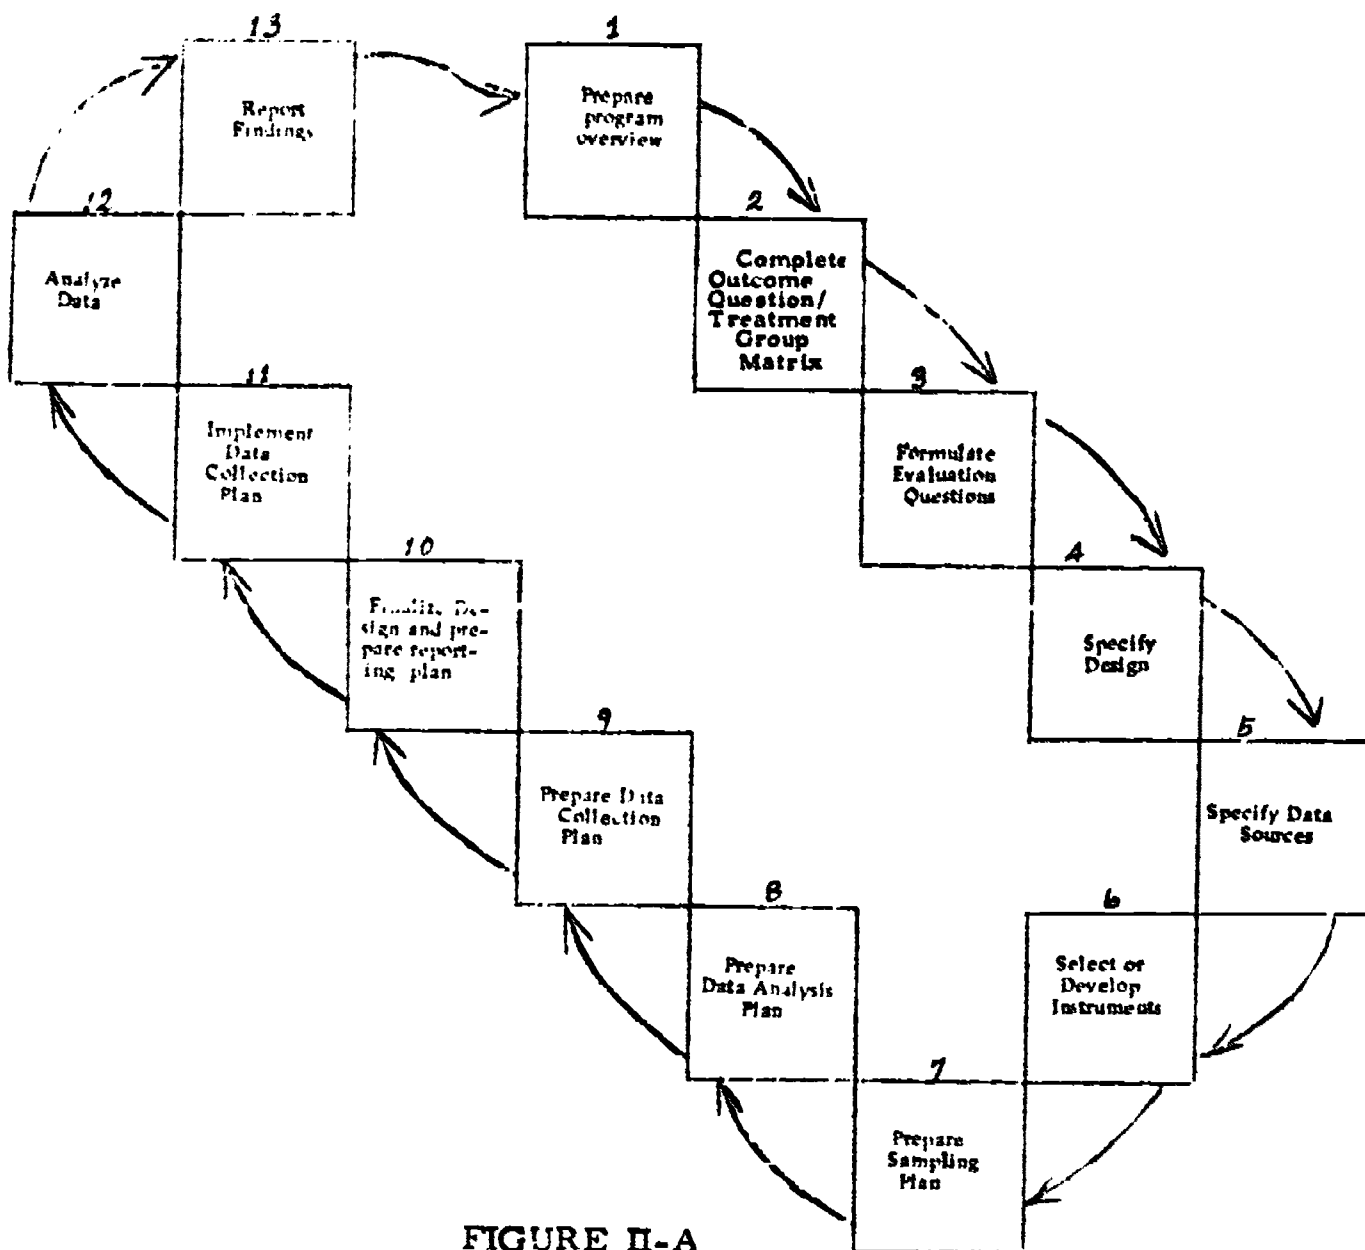 1
Prepare
program
overview
2
Complete
Outcome
Question/
Treatment
Group
Matrix
3
Formulate
Evaluation
Questions
4
Specify
Design
5
Specify Data
Sources
6
Select or
Develop
Instruments
7
Prepare
Sampling
Plan
8
Prepare
Data Analysis
Plan
9
Prepare Data
Collection
Plan
10
Finalize De-
sign and pre-
pare report-
ing plan
11
Implement
Data
Collection
Plan
12
Analyze
Data
13
Report
Findings
FIGURE II-A